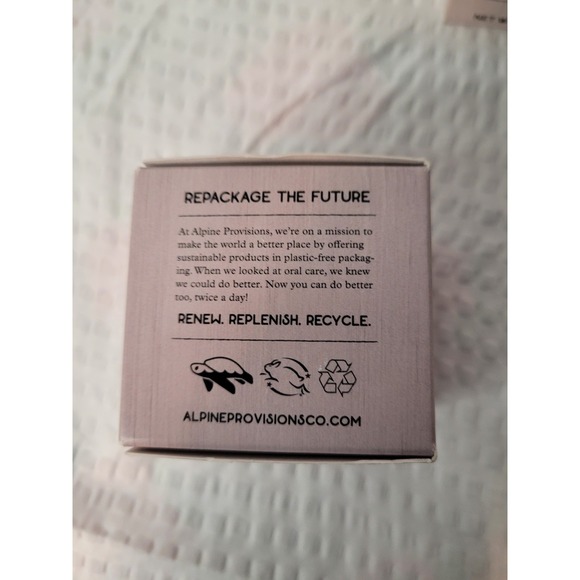 REPACKAGE THE FUTURE
At Alpine Provisions, we're on a mission to
make the world a better place by offering
sustainable products in plastic-free packag-
ing. When we looked at oral care, we knew
we could do better. Now you can do better
too, twice a day!
RENEW. REPLENISH. RECYCLE.
ALPINEPROVISIONSCO.COM